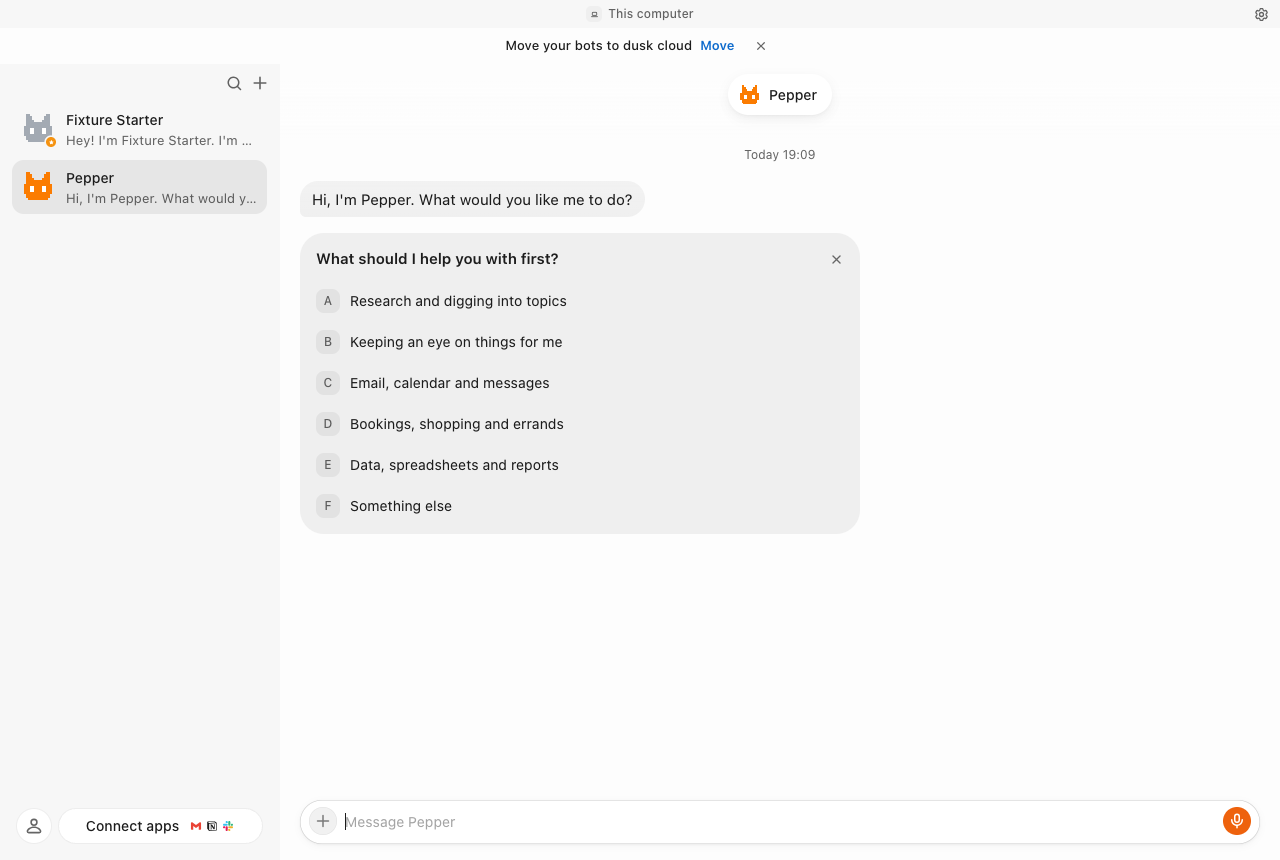 This computer
Move your bots to dusk cloud Move
Fixture Starter
Hey! I'm Fixture Starter. I'm ...
Pepper
Hi, I'm Pepper. What would y...
Pepper
Today 19:09
Hi, I'm Pepper. What would you like me to do?
What should I help you with first?
A Research and digging into topics
B Keeping an eye on things for me
C Email, calendar and messages
D Bookings, shopping and errands
E Data, spreadsheets and reports
F Something else
Connect apps
Message Pepper